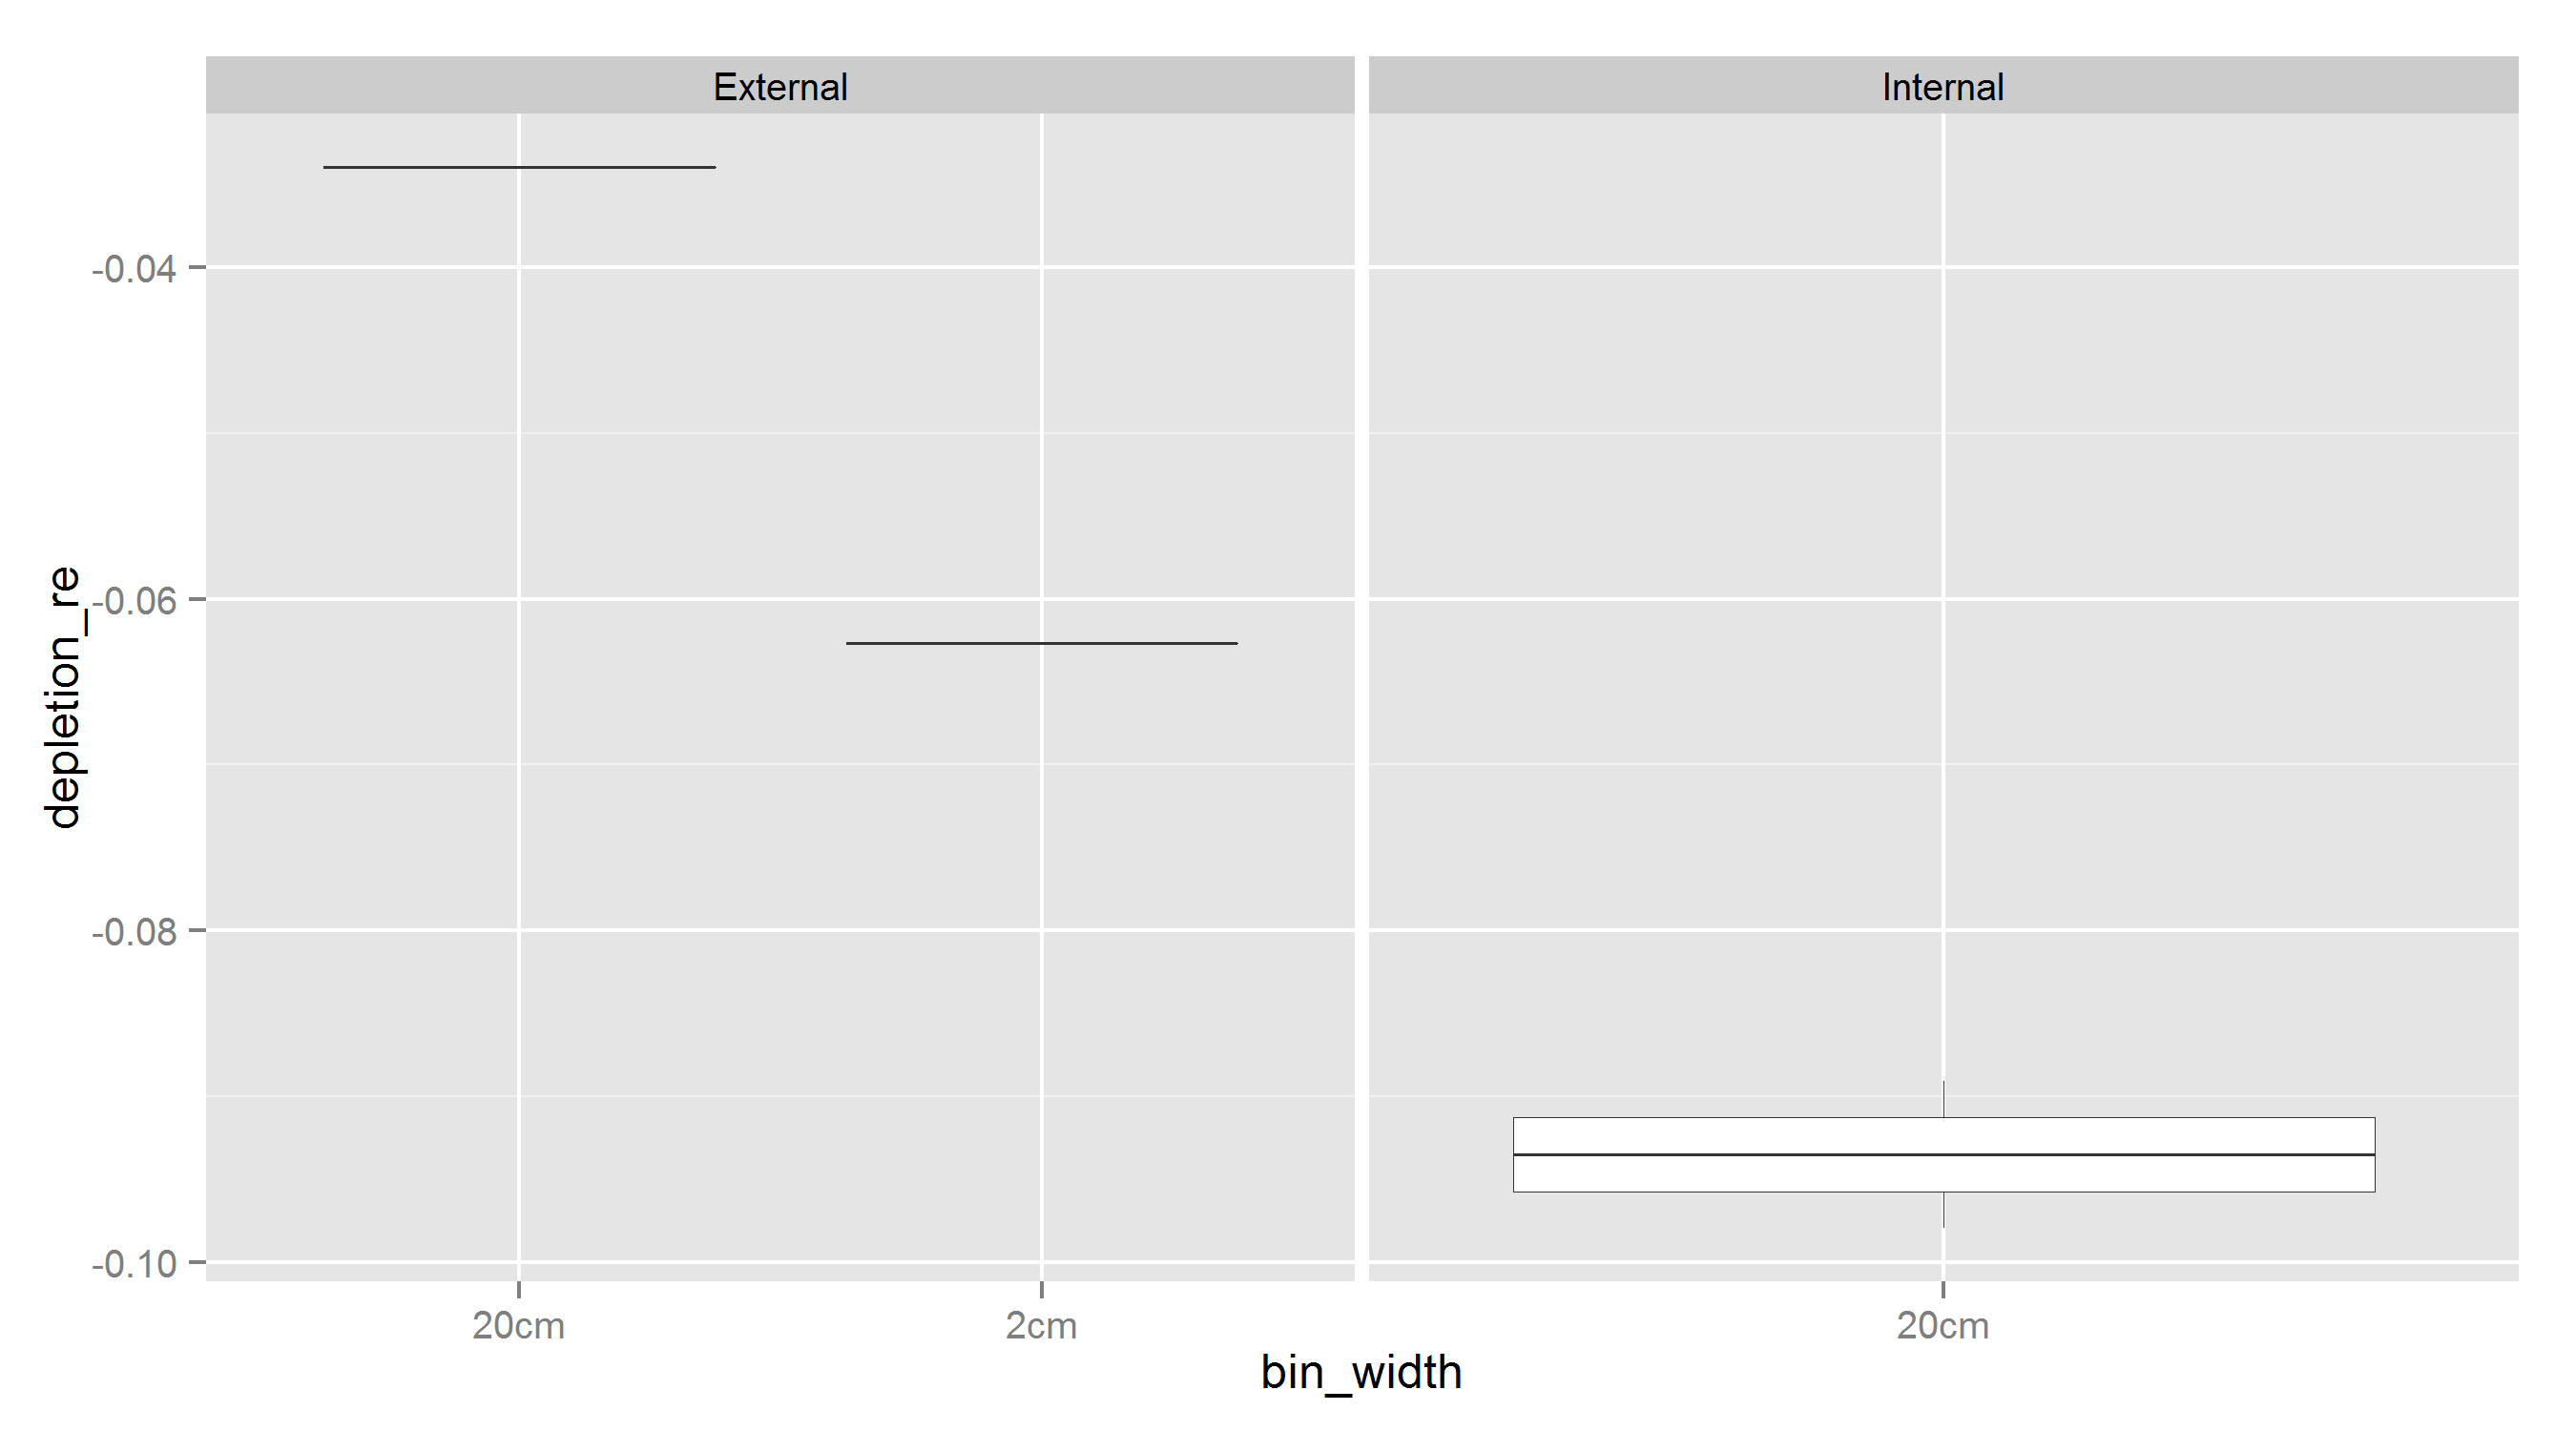 External
Internal
-0.04
-0.06
-0.08
-0.10
depletion_re
20cm
2cm
20cm
bin_width